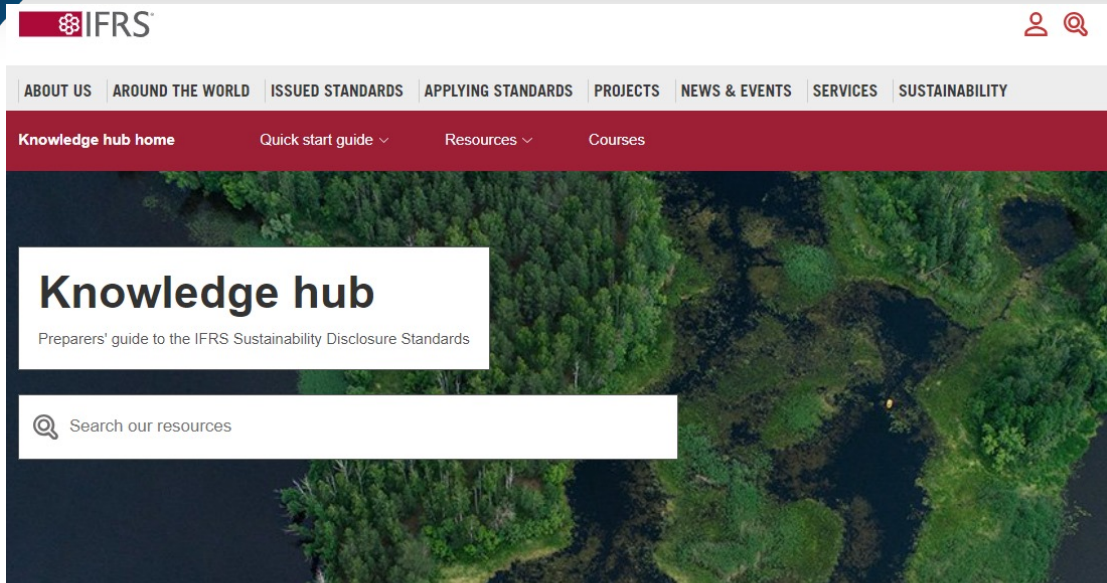 IFRS
ABOUT US AROUND THE WORLD ISSUED STANDARDS APPLYING STANDARDS PROJECTS NEWS & EVENTS SERVICES SUSTAINABILITY
Knowledge hub home Quick start guide Resources Courses
Knowledge hub
Preparers' guide to the IFRS Sustainability Disclosure Standards
Search our resources